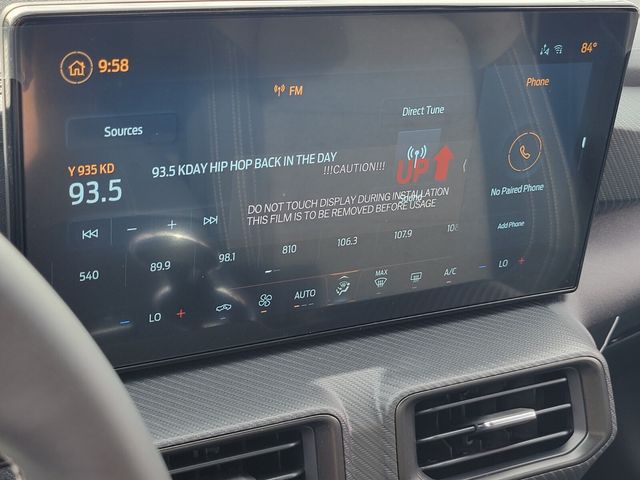 9:58
84°
FM
Phone
Sources
Direct Tune
Y 935 KD
93.5 KDAY HIP HOP BACK IN THE DAY
93.5
!!!CAUTION!!!
UP
No Paired Phone
DO NOT TOUCH DISPLAY DURING INSTALLATION
THIS FILM IS TO BE REMOVED BEFORE USAGE
Add Phone
540
89.9
98.1
810
106.3
107.9
LO
AUTO
MAX
A/C
LO